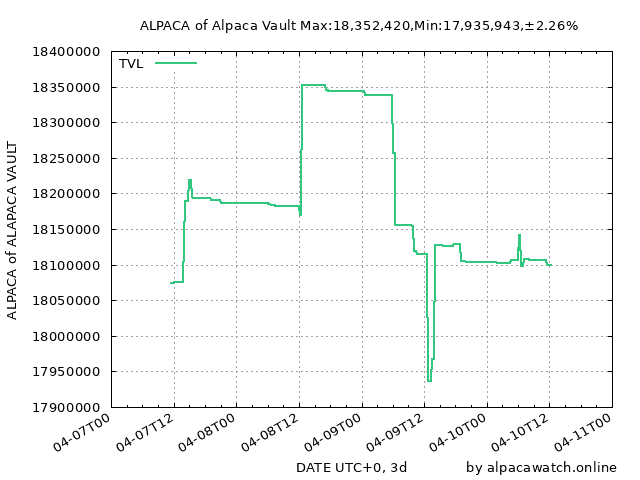 ALPACA of Alpaca Vault Max:18,352,420,Min:17,935,943,±2.26%
TVL
ALPACA of ALAPACA VAULT
18400000
18350000
18300000
18250000
18200000
18150000
18100000
18050000
18000000
17950000
17900000
04-07T00
04-07T12
04-08T00
04-08T12
04-09T00
04-09T12
04-10T00
04-10T12
04-11T00
DATE UTC+0, 3d
by alpacawatch.online